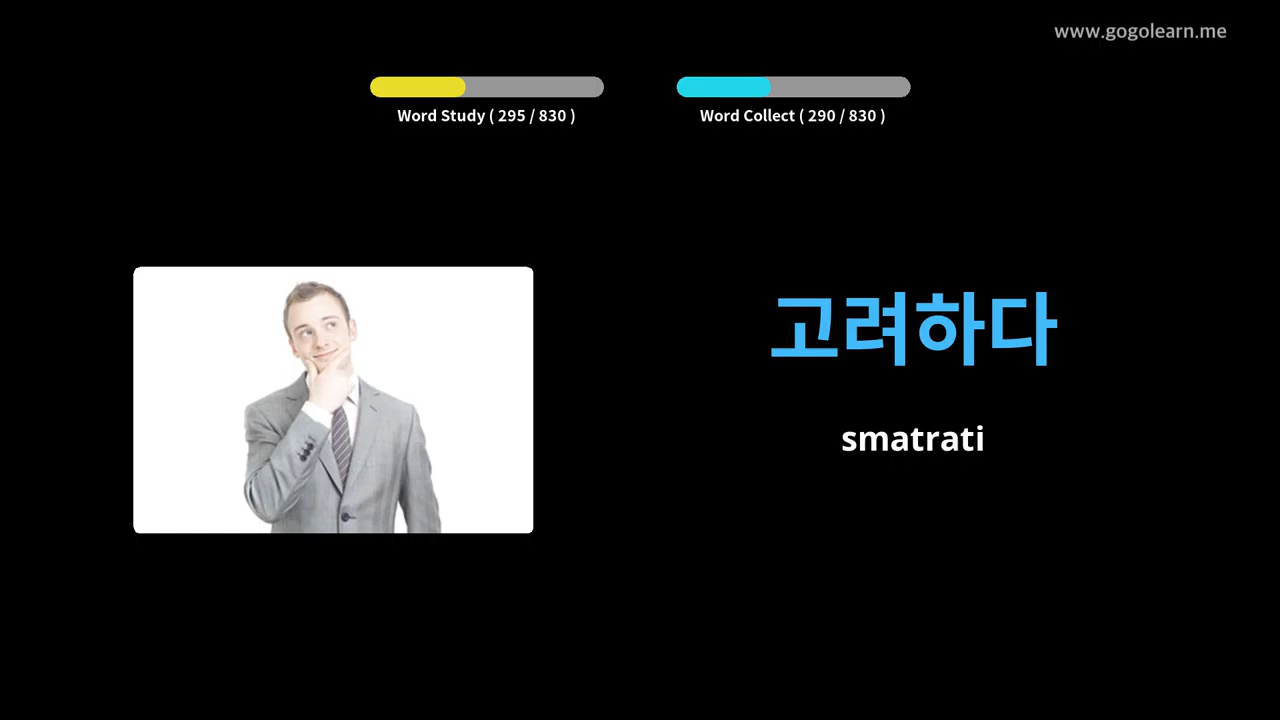 www.gogolearn.me
Word Study ( 295 / 830 )
Word Collect ( 290 / 830 )
고려하다
smatrati